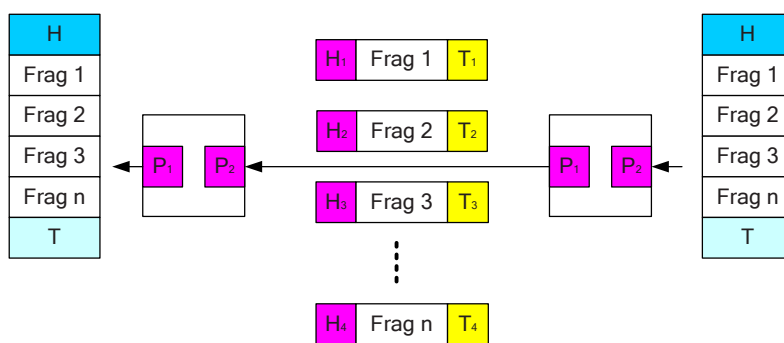 H
Frag 1
Frag 2
Frag 3
Frag n
T
P₁
P₂
H₁ Frag 1 T₁
H₂ Frag 2 T₂
H₃ Frag 3 T₃
H₄ Frag n T₄
P₁
P₂
H
Frag 1
Frag 2
Frag 3
Frag n
T